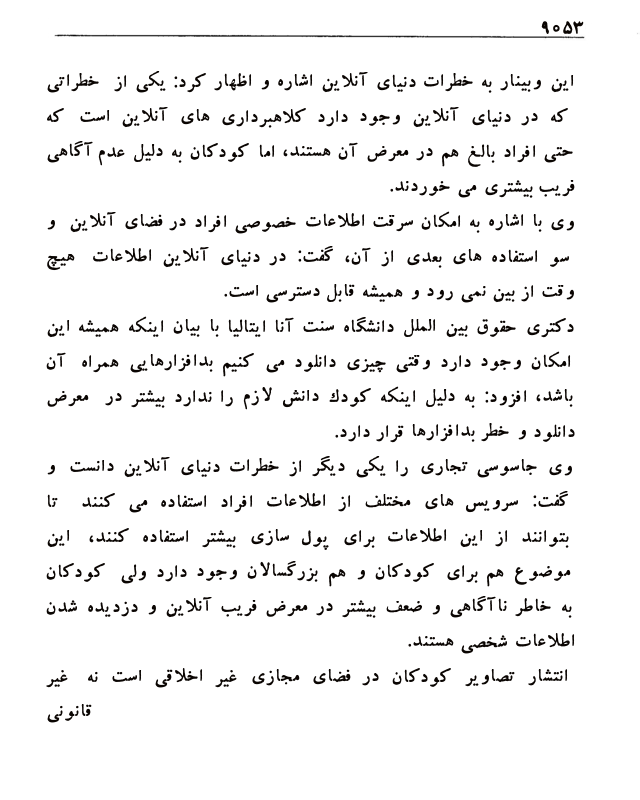 ۹۰۵۳
این وبینار به خطرات دنیای آنلاین اشاره و اظهار کرد: یکی از خطراتی
که در دنیای آنلاین وجود دارد کلاهبرداری های آنلاین است که
حتی افراد بالغ هم در معرض آن هستند، اما کودکان به دلیل عدم آگاهی
فریب بیشتری می خوردند.
وی با اشاره به امکان سرقت اطلاعات خصوصی افراد در فضای آنلاین و
سو استفاده های بعدی از آن، گفت: در دنیای آنلاین اطلاعات هیچ
وقت از بین نمی رود و همیشه قابل دسترسی است.
دکتری حقوق بین الملل دانشگاه سنت آنا ایتالیا با بیان اینکه همیشه این
امکان وجود دارد وقتی چیزی دانلود می کنیم بدافزارهایی همراه آن
باشد، افزود: به دلیل اینکه کودك دانش لازم را ندارد بیشتر در معرض
دانلود و خطر بدافزارها قرار دارد.
وی جاسوسی تجاری را یکی دیگر از خطرات دنیای آنلاین دانست و
گفت: سرویس های مختلف از اطلاعات افراد استفاده می کنند تا
بتوانند از این اطلاعات برای پول سازی بیشتر استفاده کنند، این
موضوع هم برای کودکان و هم بزرگسالان وجود دارد ولی کودکان
به خاطر ناآگاهی و ضعف بیشتر در معرض فریب آنلاین و دزدیده شدن
اطلاعات شخصی هستند.
انتشار تصاویر کودکان در فضای مجازی غیر اخلاقی است نه غیر
قانونی